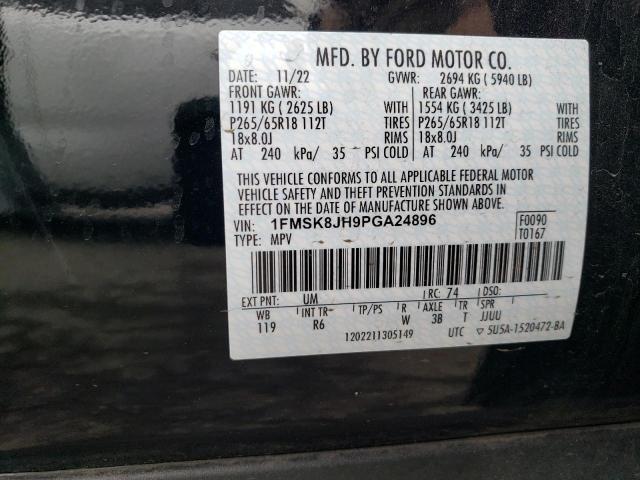 MFD. BY FORD MOTOR CO.
DATE: 11/22 GVWR: 2694 KG ( 5940 LB)
FRONT GAWR: REAR GAWR:
1191 KG ( 2625 LB) WITH 1554 KG ( 3425 LB) WITH
P265/65R18 112T TIRES P265/65R18 112T TIRES
18x8.0J RIMS 18x8.0J RIMS
AT 240 kPa/ 35 PSI COLD AT 240 kPa/ 35 PSI COLD
THIS VEHICLE CONFORMS TO ALL APPLICABLE FEDERAL MOTOR
VEHICLE SAFETY AND THEFT PREVENTION STANDARDS IN
EFFECT ON THE DATE OF MANUFACTURE SHOWN ABOVE.
VIN: 1FMSK8JH9PGA24896 F0090
TYPE: MPV T0167
EXT PNT: UM RC: 74 DSO:
WB INT TR TP/PS R AXLE TR SPR
119 R6 W 3B T JJUU
1202211305149 UTC ▽ 5U5A-1520472-BA